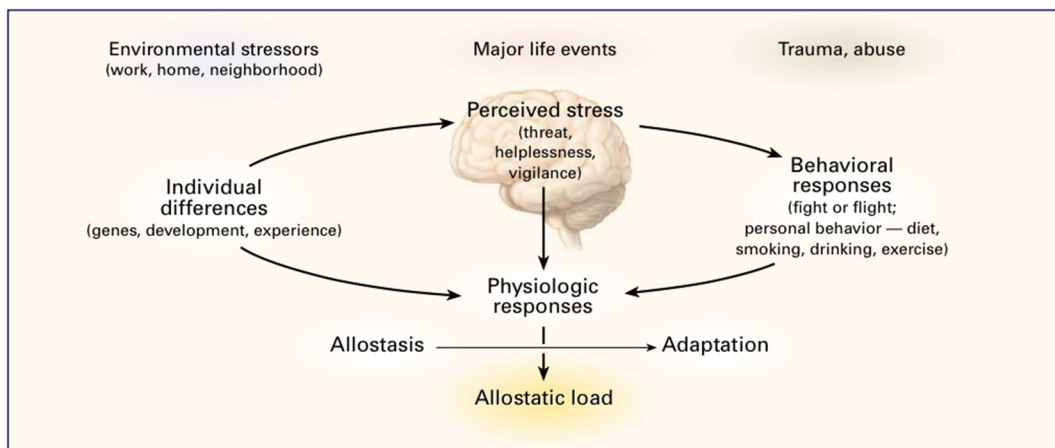 Environmental stressors
(work, home, neighborhood)
Major life events
Trauma, abuse
Perceived stress
(threat,
helplessness,
vigilance)
Individual
differences
(genes, development, experience)
Behavioral
responses
(fight or flight;
personal behavior — diet,
smoking, drinking, exercise)
Physiologic
responses
Allostasis
Adaptation
Allostatic load